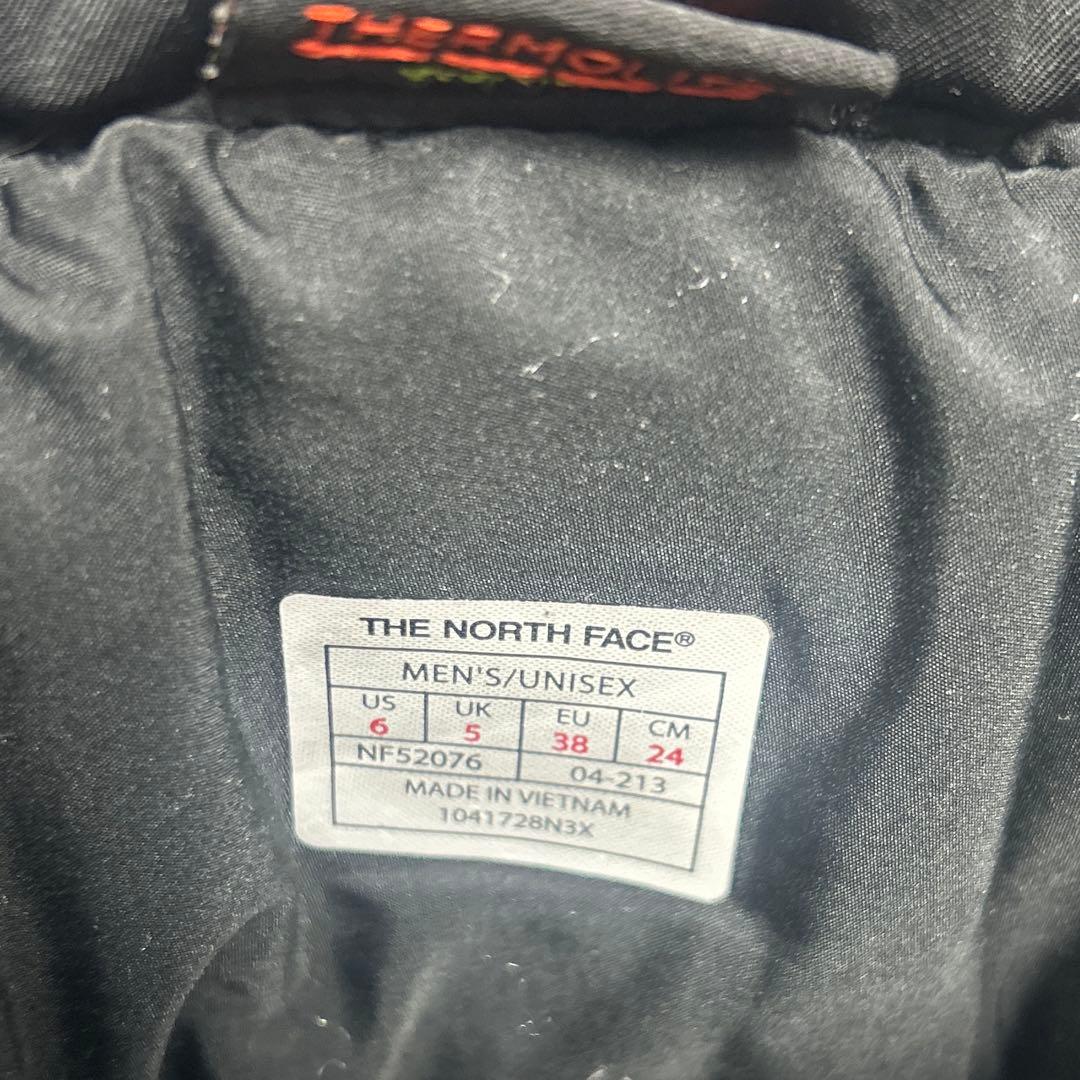 THERMOLITE
THE NORTH FACE®
MEN'S/UNISEX
US UK EU CM
6 5 38 24
NF52076 04-213
MADE IN VIETNAM
1041728N3X